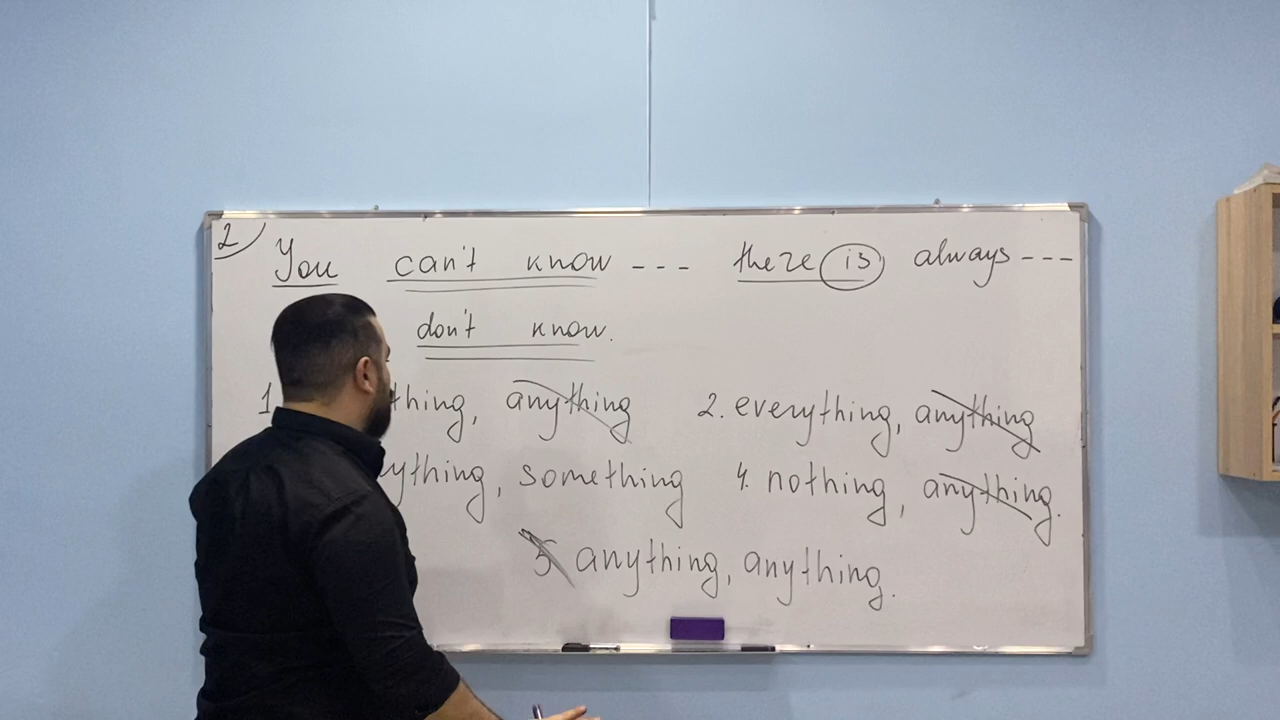 2) You can't know --- there is always ---
don't know.
1 thing, anything 2. everything, anything
ything, something 4. nothing, anything.
5 anything, anything.